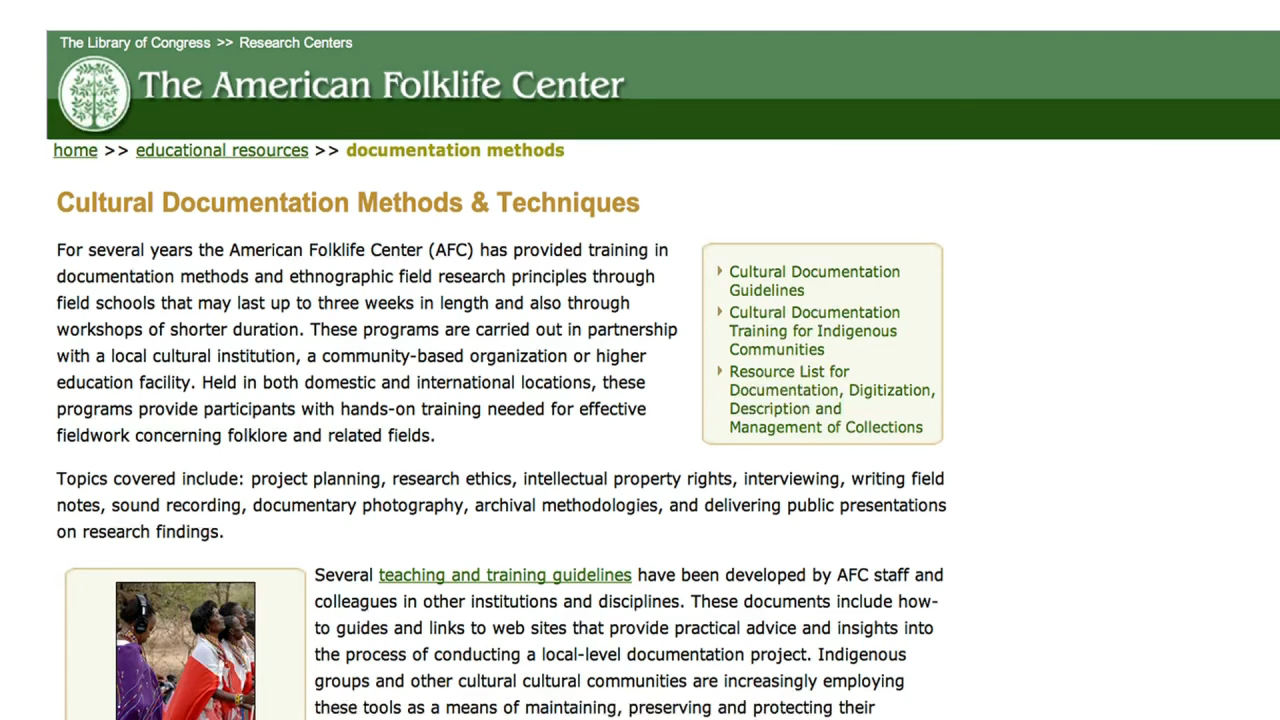 The Library of Congress >> Research Centers
The American Folklife Center
home >> educational resources >> documentation methods
Cultural Documentation Methods & Techniques
For several years the American Folklife Center (AFC) has provided training in
documentation methods and ethnographic field research principles through
field schools that may last up to three weeks in length and also through
workshops of shorter duration. These programs are carried out in partnership
with a local cultural institution, a community-based organization or higher
education facility. Held in both domestic and international locations, these
programs provide participants with hands-on training needed for effective
fieldwork concerning folklore and related fields.
Cultural Documentation
Guidelines
Cultural Documentation
Training for Indigenous
Communities
Resource List for
Documentation, Digitization,
Description and
Management of Collections
Topics covered include: project planning, research ethics, intellectual property rights, interviewing, writing field
notes, sound recording, documentary photography, archival methodologies, and delivering public presentations
on research findings.
Several teaching and training guidelines have been developed by AFC staff and
colleagues in other institutions and disciplines. These documents include how-
to guides and links to web sites that provide practical advice and insights into
the process of conducting a local-level documentation project. Indigenous
groups and other cultural cultural communities are increasingly employing
these tools as a means of maintaining, preserving and protecting their